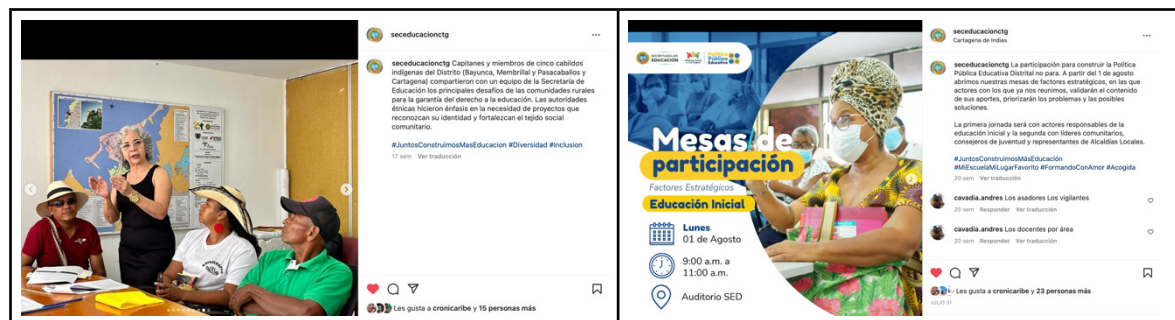 seceducacionctg
seceducacionctg Capitanes y miembros de cinco cabildos
indígenas del Distrito (Bayunca, Membrillal y Pasacaballos y
Cartagena) compartieron con un equipo de la Secretaría de
Educación los principales desafíos de las comunidades rurales
para la garantía del derecho a la educación. Las autoridades
étnicas hicieron énfasis en la necesidad de proyectos que
reconozcan su identidad y fortalezcan el tejido social
comunitario.
#JuntosConstruimosMasEducacion #Diversidad #Inclusion
17 sem Ver traducción
Les gusta a cronicaribe y 15 personas más
SECRETARÍA DE
EDUCACIÓN
Política
Pública
Educativa
Mesas de
participación
Factores Estratégicos
Educación Inicial
Lunes
01 de Agosto
9:00 a.m. a
11:00 a.m.
Auditorio SED
seceducacionctg
Cartagena de Indias
seceducacionctg La participación para construir la Política
Pública Educativa Distrital no para. A partir del 1 de agosto
abrimos nuestras mesas de factores estratégicos, en las que
actores con los que ya nos reunimos, validarán el contenido
de sus aportes, priorizarán los problemas y las posibles
soluciones.
La primera jornada será con actores responsables de la
educación inicial y la segunda con líderes comunitarios,
consejeros de juventud y representantes de Alcaldías Locales.
#JuntosConstruimosMásEducación
#MiEscuelaMiLugarFavorito #FormandoConAmor #Acogida
20 sem Ver traducción
cavadia.andres Los asadores Los vigilantes
20 sem Responder Ver traducción
cavadia.andres Los docentes por área
20 sem Responder Ver traducción
Les gusta a cronicaribe y 23 personas más
JULIO 31